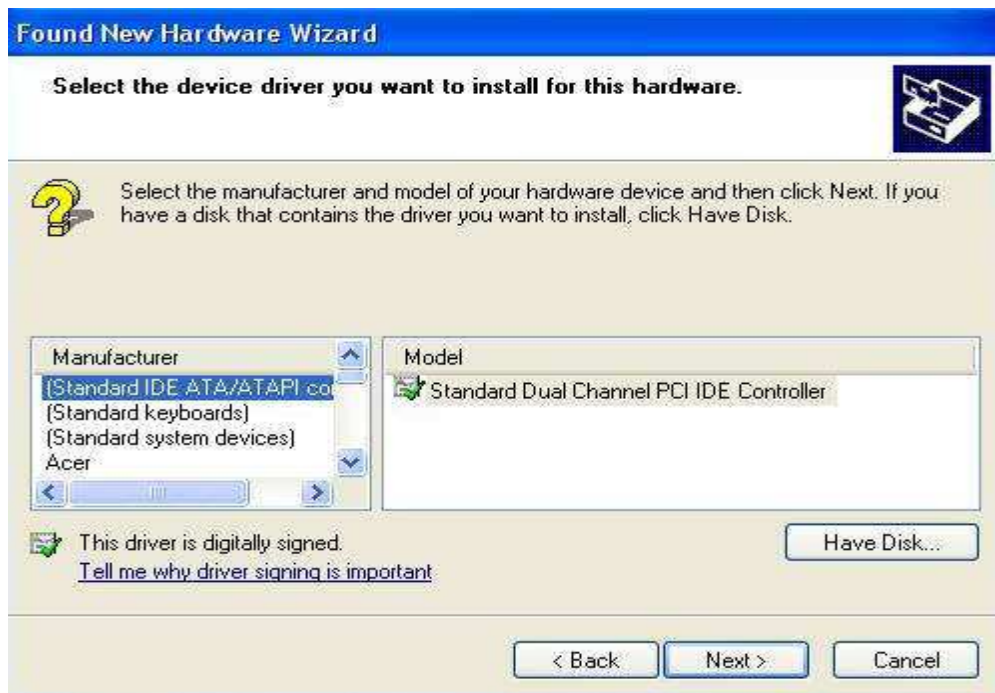 Found New Hardware Wizard
Select the device driver you want to install for this hardware.
Select the manufacturer and model of your hardware device and then click Next. If you
have a disk that contains the driver you want to install, click Have Disk.
Manufacturer
(Standard IDE ATA/ATAPI co
(Standard keyboards)
(Standard system devices)
Acer
Model
Standard Dual Channel PCI IDE Controller
This driver is digitally signed.
Tell me why driver signing is important
Have Disk...
< Back
Next >
Cancel